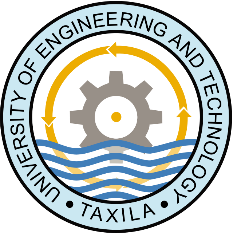 UNIVERSITY OF ENGINEERING AND TECHNOLOGY
• TAXILA •